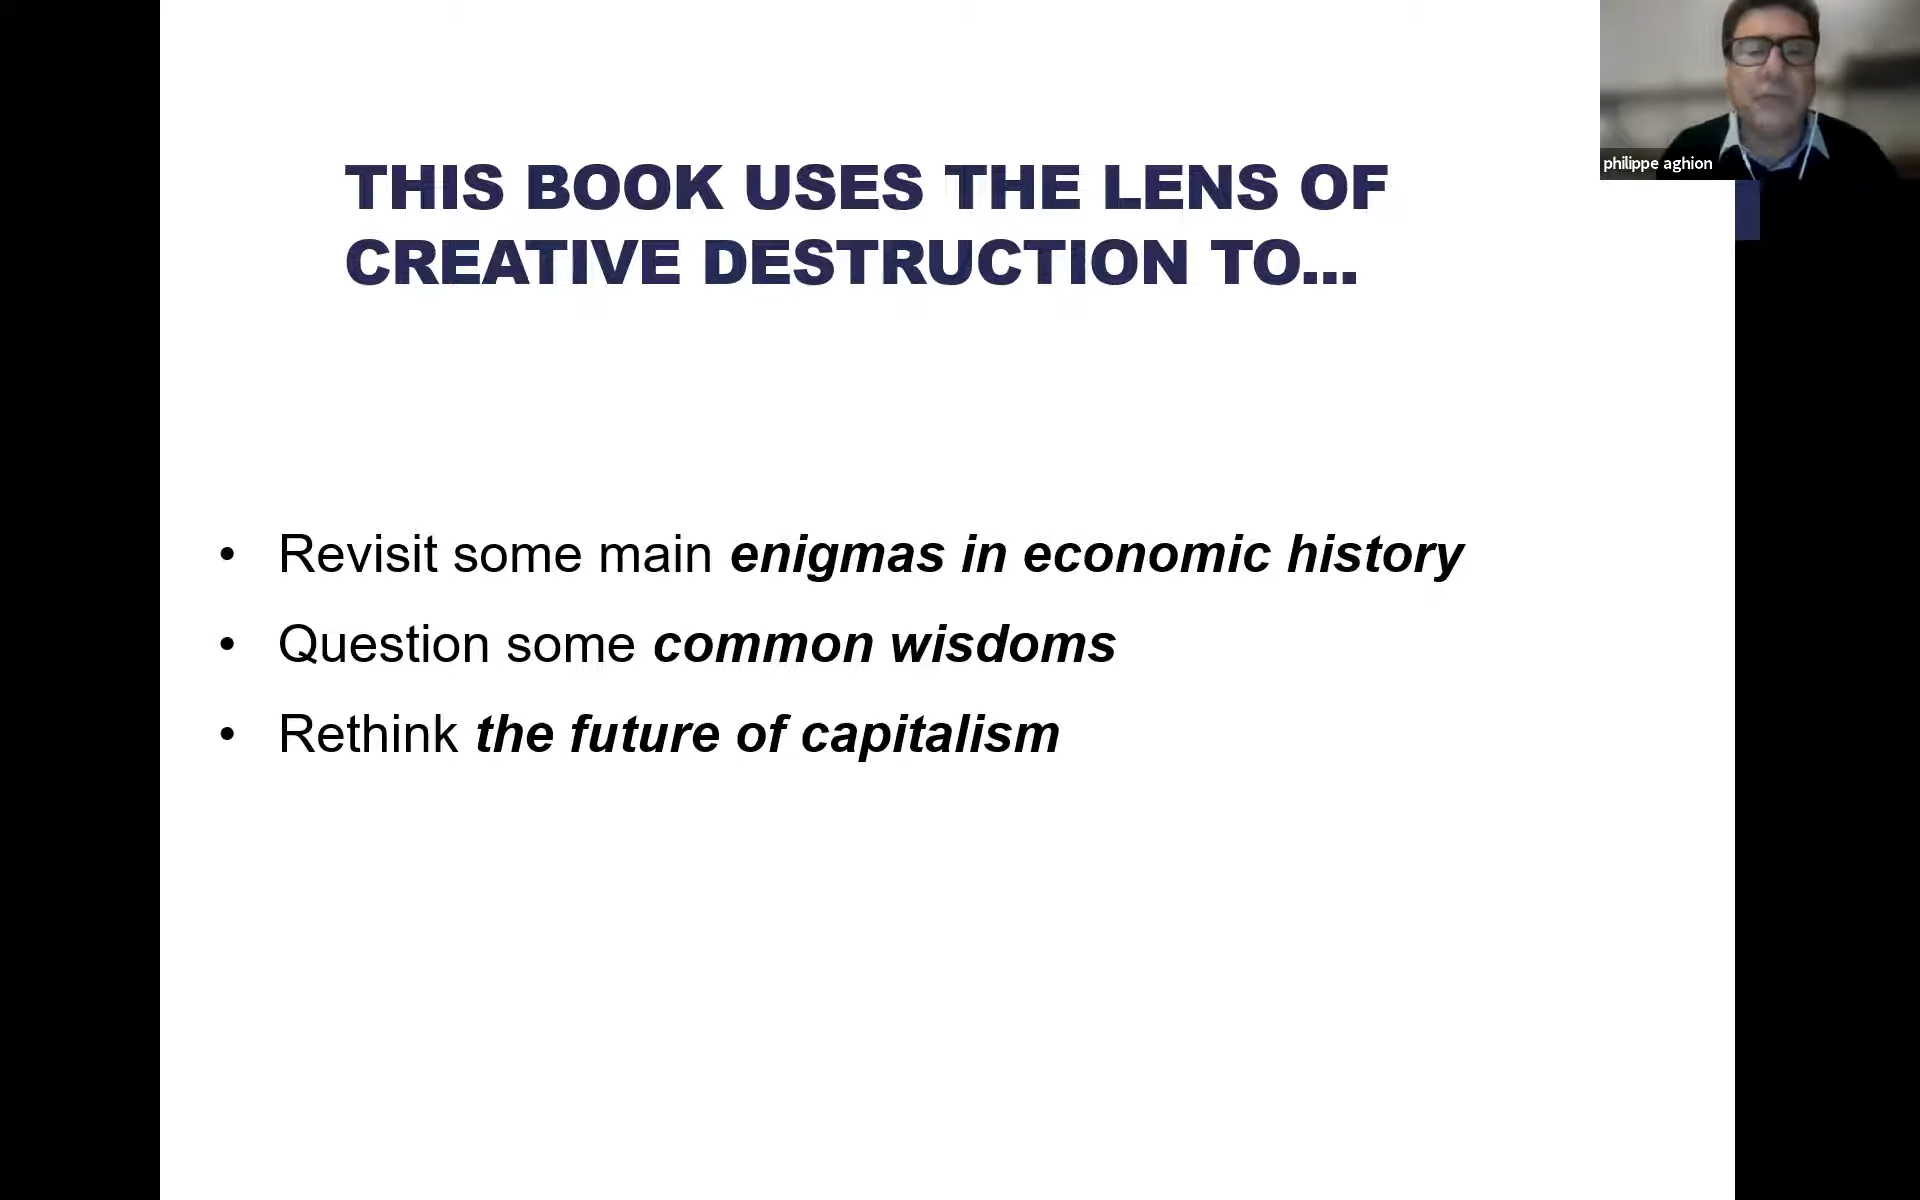 THIS BOOK USES THE LENS OF
CREATIVE DESTRUCTION TO...
• Revisit some main enigmas in economic history
• Question some common wisdoms
• Rethink the future of capitalism
philippe aghion